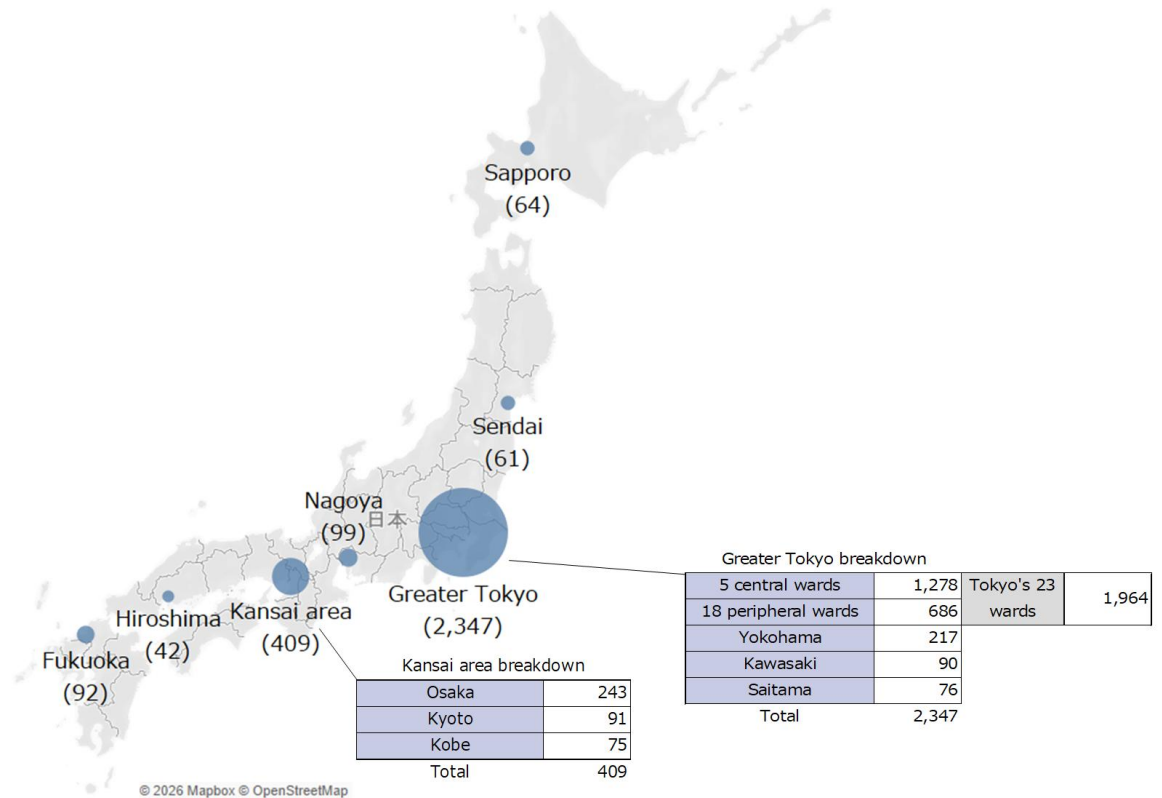 Sapporo
(64)
Sendai
(61)
Nagoya
(99)
日本
Greater Tokyo
(2,347)
Kansai area
(409)
Hiroshima
(42)
Fukuoka
(92)
Greater Tokyo breakdown
5 central wards 1,278 Tokyo's 23 wards 1,964
18 peripheral wards 686
Yokohama 217
Kawasaki 90
Saitama 76
Total 2,347
Kansai area breakdown
Osaka 243
Kyoto 91
Kobe 75
Total 409
© 2026 Mapbox © OpenStreetMap